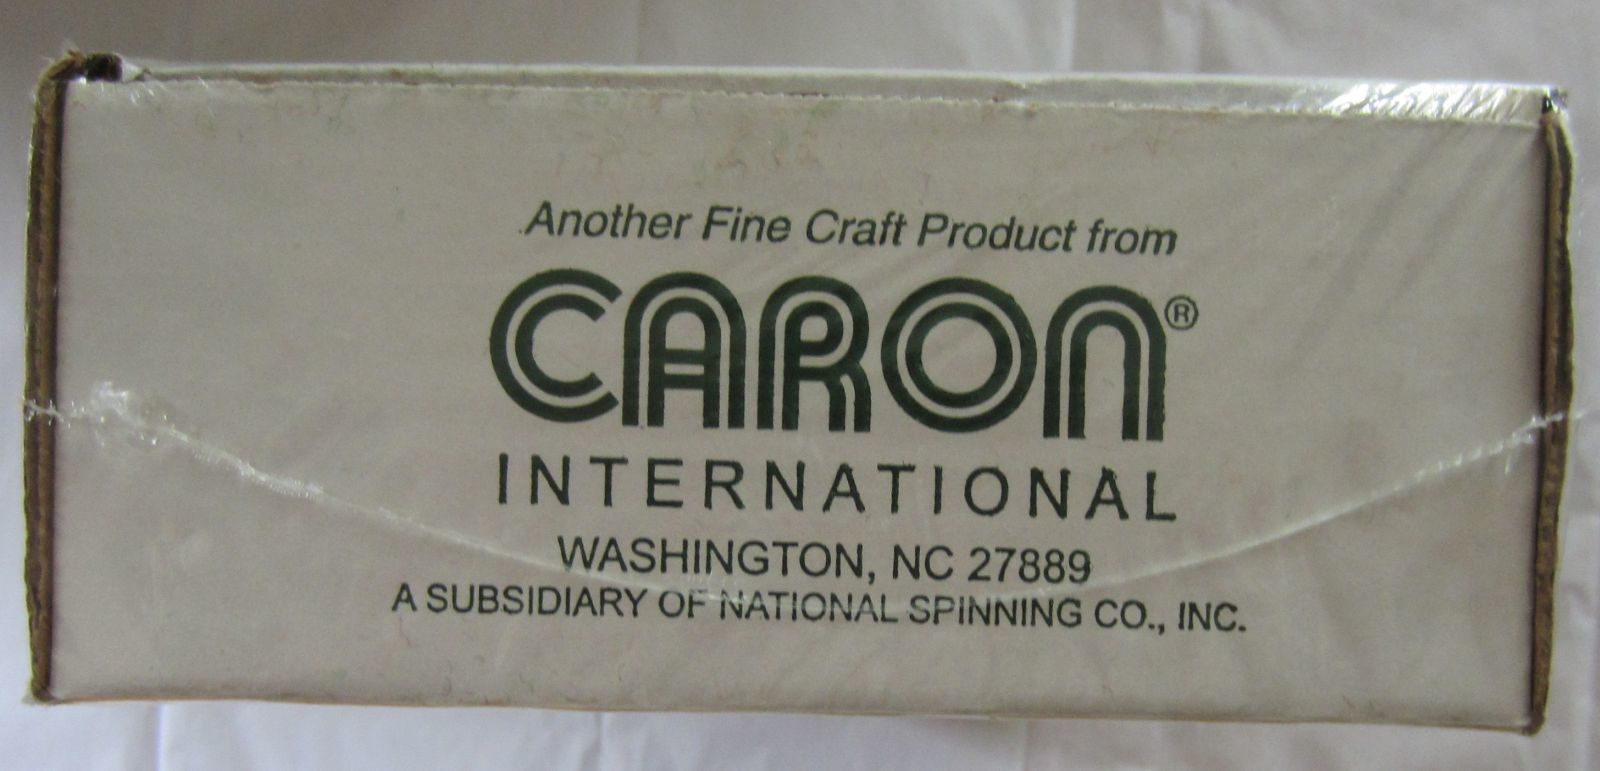 Another Fine Craft Product from
CARON®
INTERNATIONAL
WASHINGTON, NC 27889
A SUBSIDIARY OF NATIONAL SPINNING CO., INC.